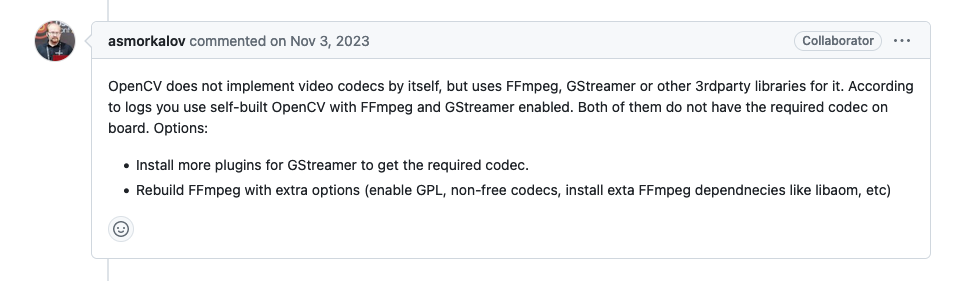 asmorkalov commented on Nov 3, 2023
Collaborator ...
OpenCV does not implement video codecs by itself, but uses FFmpeg, GStreamer or other 3rdparty libraries for it. According
to logs you use self-built OpenCV with FFmpeg and GStreamer enabled. Both of them do not have the required codec on
board. Options:
• Install more plugins for GStreamer to get the required codec.
• Rebuild FFmpeg with extra options (enable GPL, non-free codecs, install exta FFmpeg dependnecies like libaom, etc)